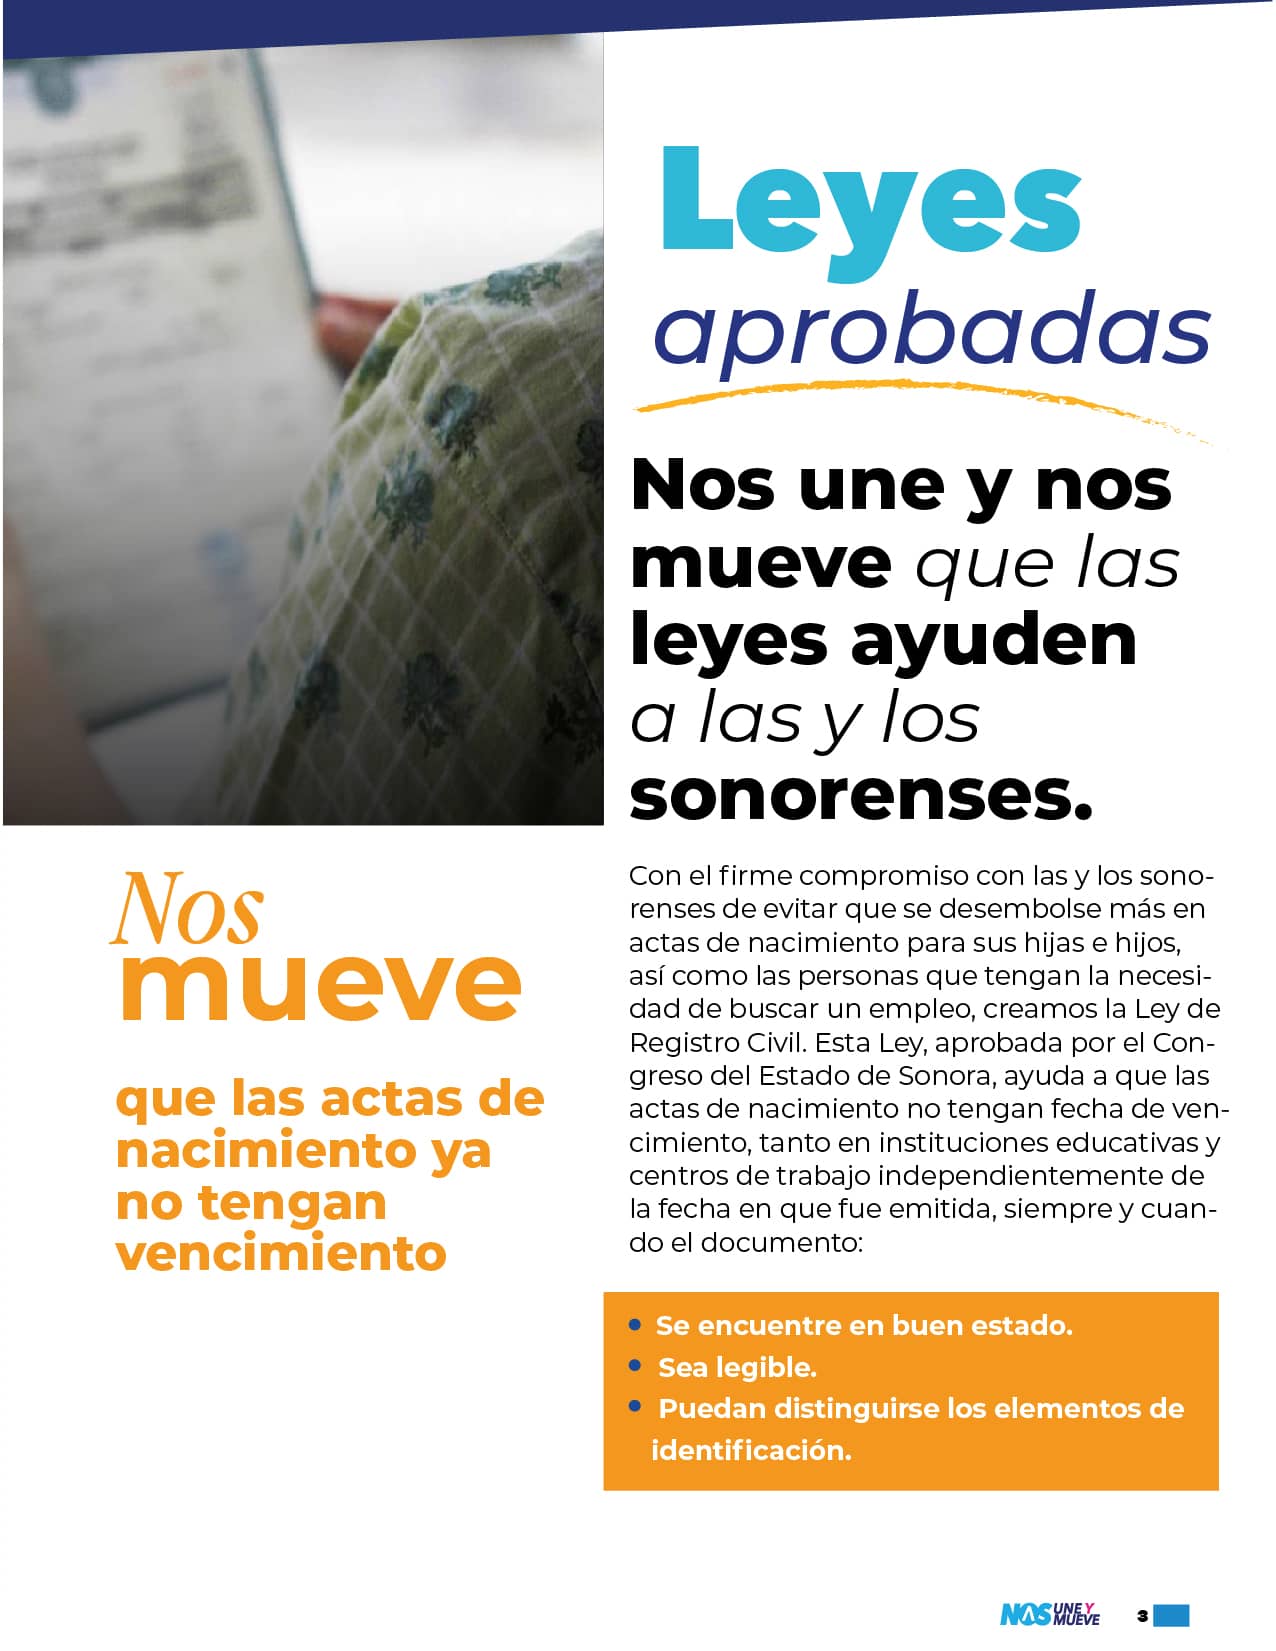 Leyes
aprobadas
Nos une y nos
mueve que las
leyes ayuden
a las y los
sonorenses.
Nos
mueve
que las actas de
nacimiento ya
no tengan
vencimiento
Con el firme compromiso con las y los sono-
renses de evitar que se desembolse más en
actas de nacimiento para sus hijas e hijos,
así como las personas que tengan la necesi-
dad de buscar un empleo, creamos la Ley de
Registro Civil. Esta Ley, aprobada por el Con-
greso del Estado de Sonora, ayuda a que las
actas de nacimiento no tengan fecha de ven-
cimiento, tanto en instituciones educativas y
centros de trabajo independientemente de
la fecha en que fue emitida, siempre y cuan-
do el documento:
• Se encuentre en buen estado.
• Sea legible.
• Puedan distinguirse los elementos de
identificación.
NOS UNE Y
MUEVE
3